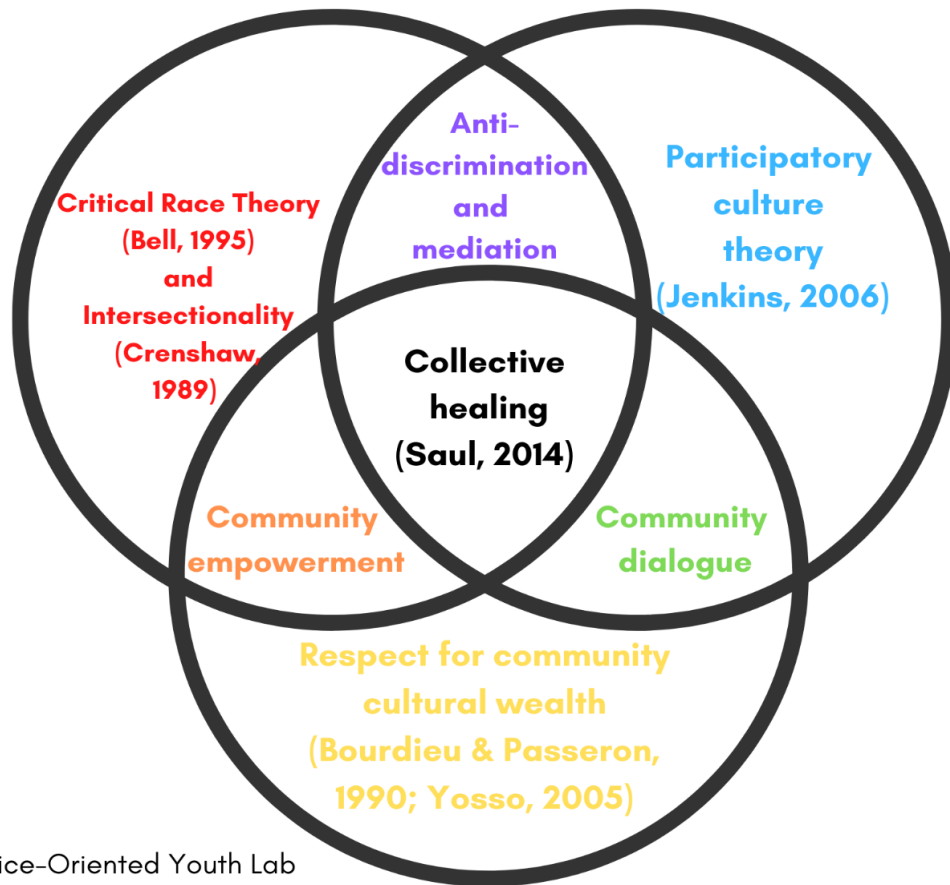 Anti-
discrimination
and
mediation
Participatory
culture
theory
(Jenkins, 2006)
Critical Race Theory
(Bell, 1995)
and
Intersectionality
(Crenshaw,
1989)
Collective
healing
(Saul, 2014)
Community
empowerment
Community
dialogue
Respect for community
cultural wealth
(Bourdieu & Passeron,
1990; Yosso, 2005)
ice-Oriented Youth Lab